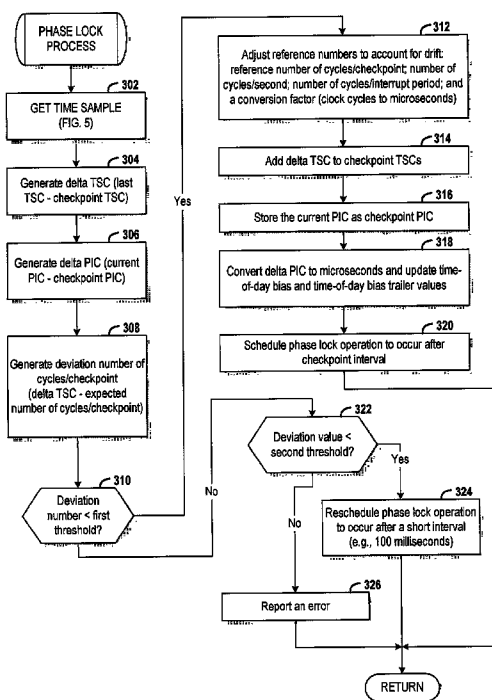 PHASE LOCK
PROCESS
302
GET TIME SAMPLE
(FIG. 5)
304
Generate delta TSC (last
TSC - checkpoint TSC)
306
Generate delta PIC (current
PIC - checkpoint PIC)
308
Generate deviation number of
cycles/checkpoint
(delta TSC - expected
number of cycles/checkpoint)
310
Deviation
number < first
threshold?
Yes
No
312
Adjust reference numbers to account for drift:
reference number of cycles/checkpoint; number of
cycles/second; number of cycles/interrupt period; and
a conversion factor (clock cycles to microseconds)
314
Add delta TSC to checkpoint TSCs
316
Store the current PIC as checkpoint PIC
318
Convert delta PIC to microseconds and update time-
of-day bias and time-of-day bias trailer values
320
Schedule phase lock operation to occur after
checkpoint interval
322
Deviation value <
second threshold?
Yes
No
324
Reschedule phase lock operation
to occur after a short interval
(e.g., 100 milliseconds)
326
Report an error
RETURN